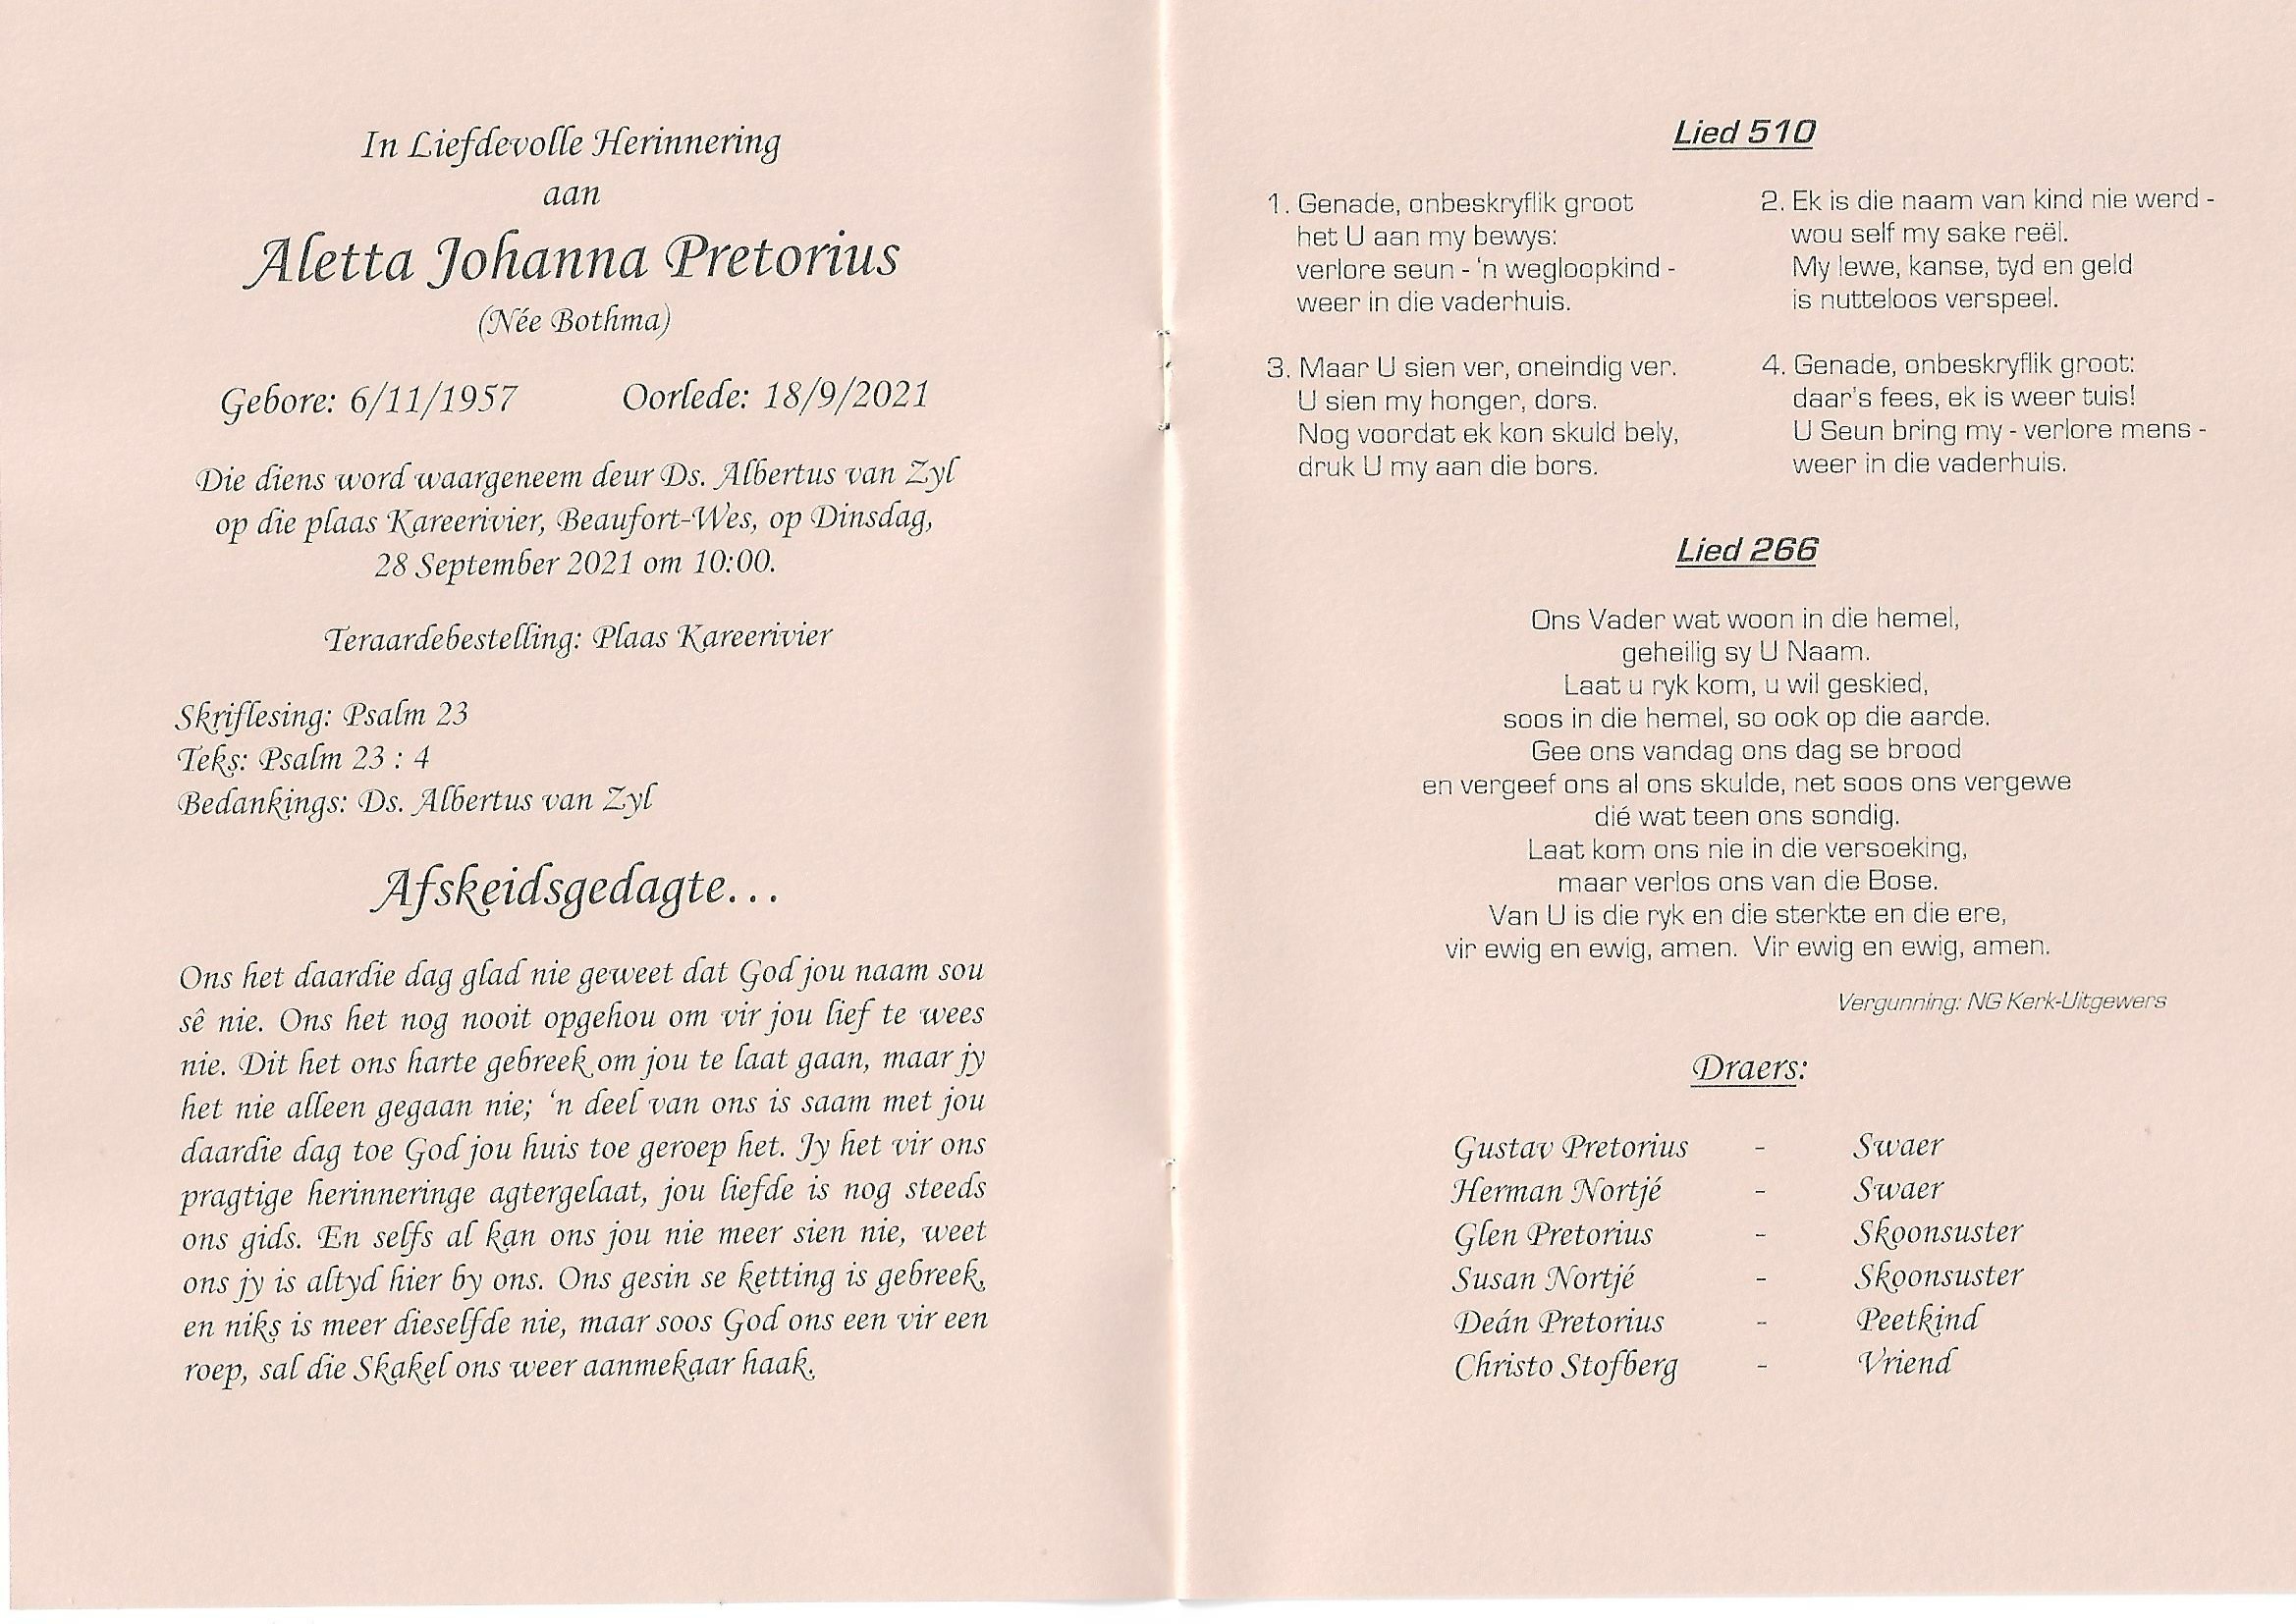 In Liefdevolle Herinnering
aan
Aletta Johanna Pretorius
(Née Bothma)
Gebore: 6/11/1957 Oorlede: 18/9/2021
Die diens word waargeneem deur Ds. Albertus van Zyl
op die plaas Kareerivier, Beaufort-Wes, op Dinsdag,
28 September 2021 om 10:00.
Teraardebestelling: Plaas Kareerivier
Skriflesing: Psalm 23
Teks: Psalm 23 : 4
Bedankings: Ds. Albertus van Zyl
Afskeidsgedagte...
Ons het daardie dag glad nie geweet dat God jou naam sou
sê nie. Ons het nog nooit opgehou om vir jou lief te wees
nie. Dit het ons harte gebreek om jou te laat gaan, maar jy
het nie alleen gegaan nie; ‘n deel van ons is saam met jou
daardie dag toe God jou huis toe geroep het. Jy het vir ons
pragtige herinneringe agtergelaat, jou liefde is nog steeds
ons gids. En selfs al kan ons jou nie meer sien nie, weet
ons jy is altyd hier by ons. Ons gesin se ketting is gebreek,
en niks is meer dieselfde nie, maar soos God ons een vir een
roep, sal die Skakel ons weer aanmekaar haak.
Lied 510
1. Genade, onbeskryflik groot
het U aan my bewys:
verlore seun - ‘n wegloopkind -
weer in die vaderhuis.
2. Ek is die naam van kind nie werd -
wou self my sake reël.
My lewe, kanse, tyd en geld
is nutteloos verspeel.
3. Maar U sien ver, oneindig ver.
U sien my honger, dors.
Nog voordat ek kon skuld bely,
druk U my aan die bors.
4. Genade, onbeskryflik groot:
daar's fees, ek is weer tuis!
U Seun bring my - verlore mens -
weer in die vaderhuis.
Lied 266
Ons Vader wat woon in die hemel,
geheilig sy U Naam.
Laat u ryk kom, u wil geskied,
soos in die hemel, so ook op die aarde.
Gee ons vandag ons dag se brood
en vergeef ons al ons skulde, net soos ons vergewe
dié wat teen ons sondig.
Laat kom ons nie in die versoeking,
maar verlos ons van die Bose.
Van U is die ryk en die sterkte en die ere,
vir ewig en ewig, amen. Vir ewig en ewig, amen.
Vergunning: NG Kerk-Uitgewers
Draers:
Gustav Pretorius - Swaer
Herman Nortjé - Swaer
Glen Pretorius - Skoonsuster
Susan Nortjé - Skoonsuster
Deán Pretorius - Peetkind
Christo Stofberg - Vriend